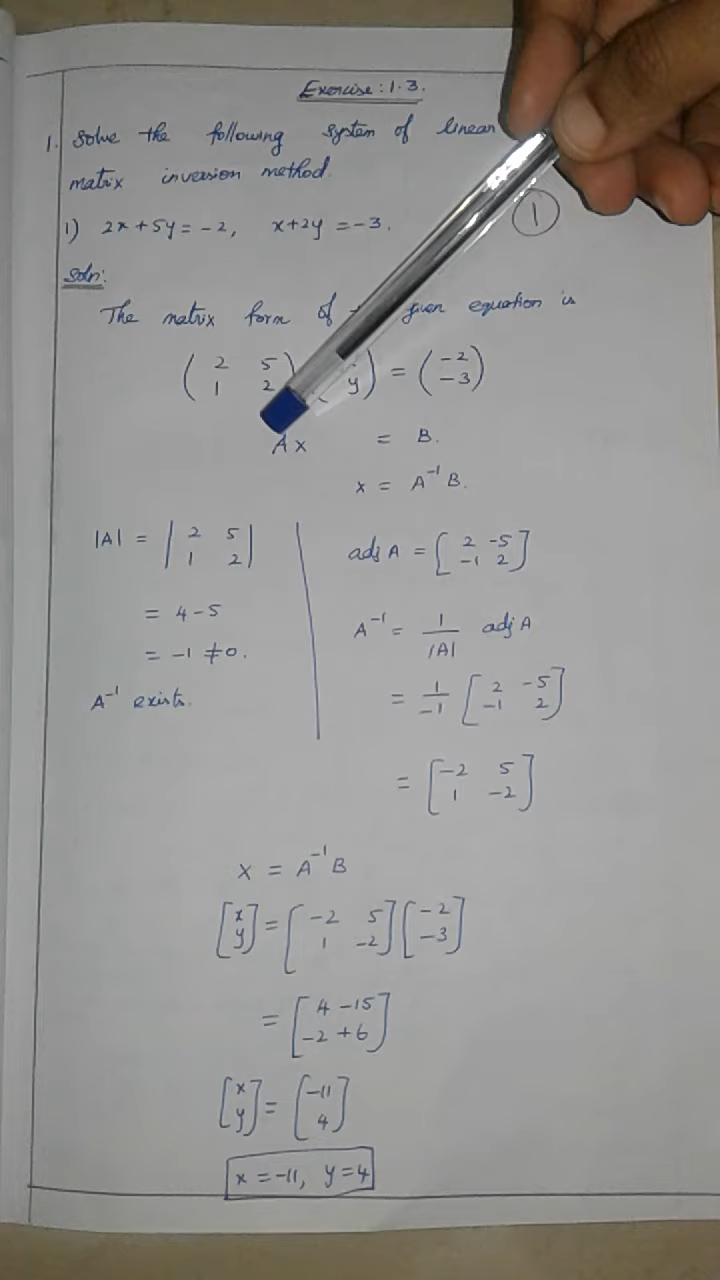 Exercise: 1.3.
1. Solve the following system of linear
matrix inversion method.
1) 2x+5y = -2, x+2y = -3.
1
Soln:
The matrix form of given equation is
( 2 5 ) y ) = ( -2 )
1 2 -3
Ax = B.
x = A⁻¹ B.
|A| = | 2 5 |
1 2
= 4-5
= -1 ≠0.
A⁻¹ exists.
adj A = [ 2 -5 ]
-1 2
A⁻¹ = 1/|A| adj A
= 1/-1 [ 2 -5 ]
-1 2
= [ -2 5 ]
1 -2
x = A⁻¹ B
[ x ] = [ -2 5 ] [ -2 ]
y 1 -2 -3
= [ 4 -15 ]
-2 +6
[ x ] = [ -11 ]
y 4
x = -11, y = 4